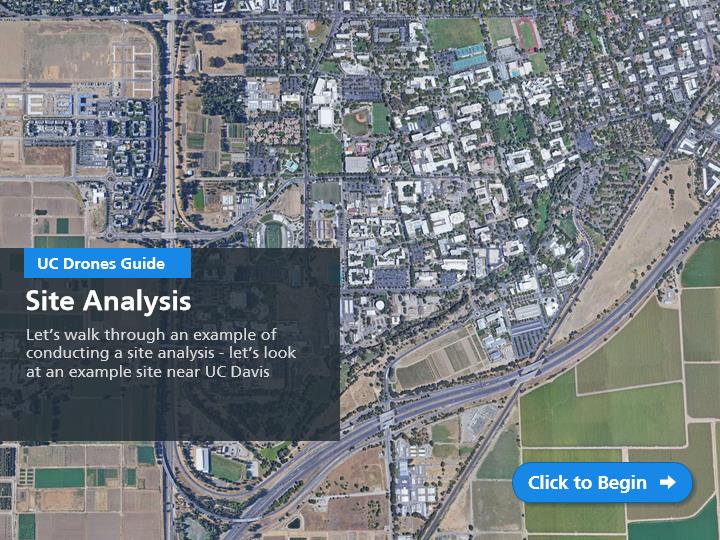 UC Drones Guide
Site Analysis
Let’s walk through an example of
conducting a site analysis - let’s look
at an example site near UC Davis
Click to Begin